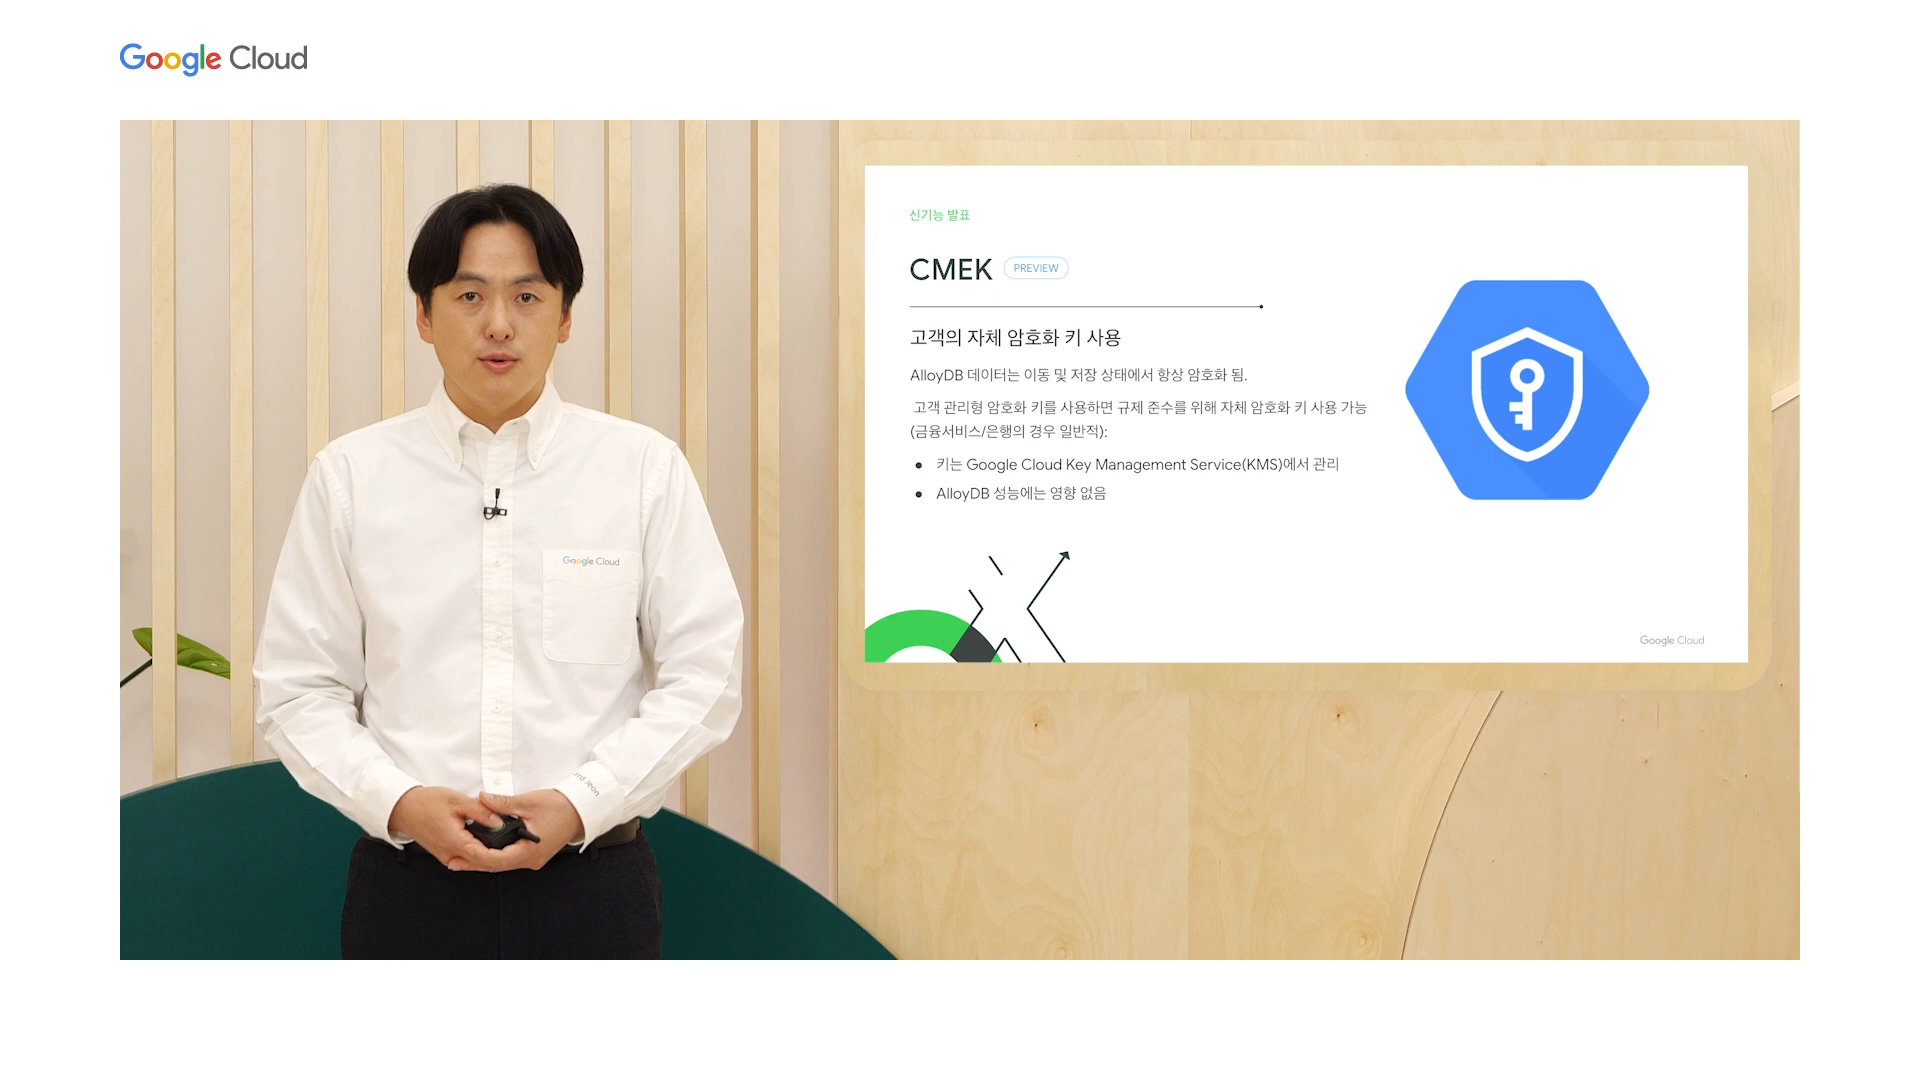 Google Cloud
신기능 발표
CMEK PREVIEW
고객의 자체 암호화 키 사용
AlloyDB 데이터는 이동 및 저장 상태에서 항상 암호화 됨.
고객 관리형 암호화 키를 사용하면 규제 준수를 위해 자체 암호화 키 사용 가능
(금융서비스/은행의 경우 일반적):
● 키는 Google Cloud Key Management Service(KMS)에서 관리
● AlloyDB 성능에는 영향 없음
Google Cloud
Google Cloud
Jeon